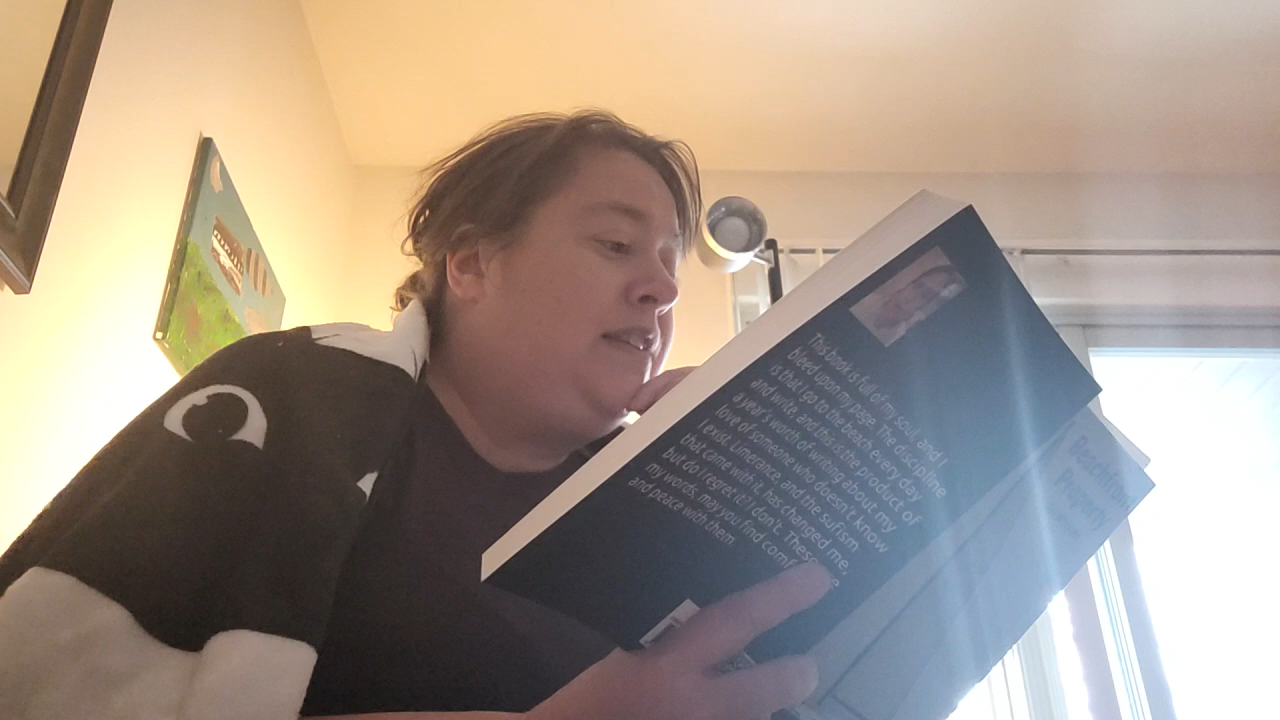 This book is full of my soul, and I
bleed upon my page. The discipline
is that I go to the beach every day
and write, and this is the product of
a year's worth of writing about my
love of someone who doesn't know
I exist. Limerance, and the sufism
that came with it, has changed me,
but do I regret it? I don't. These
my words, may you find
and peace with them
Beachfront
Property